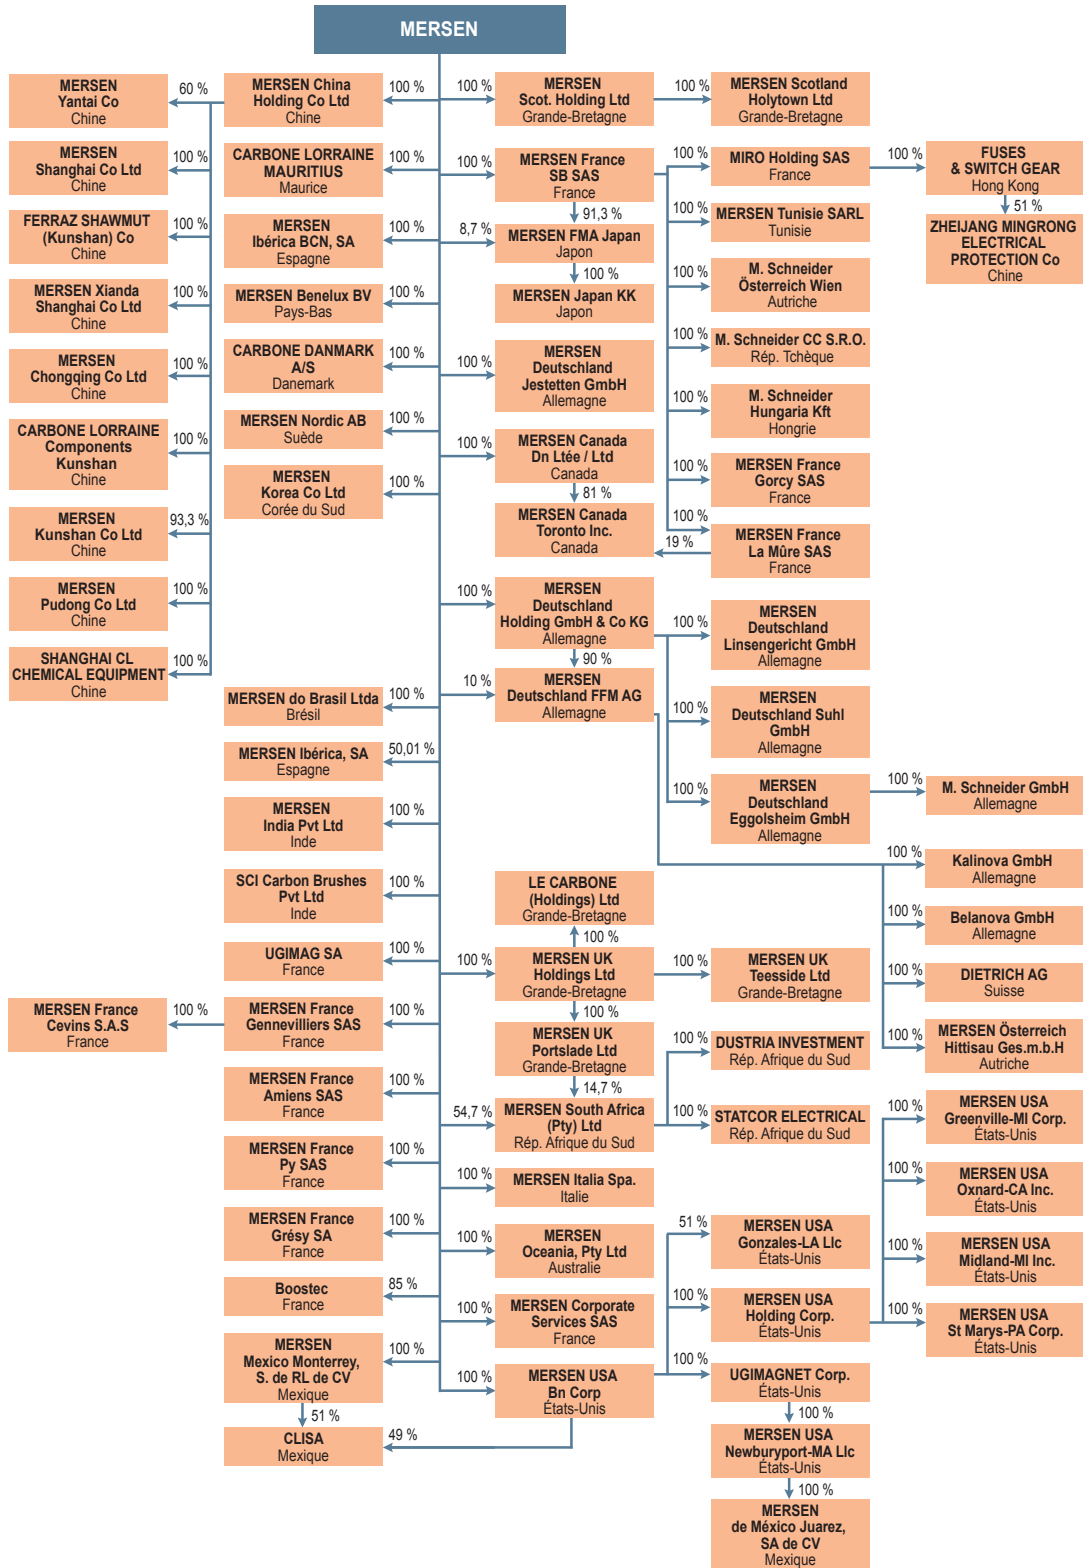 MERSEN
MERSEN
Yantai Co
Chine
60 %
MERSEN
Shanghai Co Ltd
Chine
100 %
FERRAZ SHAWMUT
(Kunshan) Co
Chine
100 %
MERSEN Xianda
Shanghai Co Ltd
Chine
100 %
MERSEN
Chongqing Co Ltd
Chine
100 %
CARBONE LORRAINE
Components
Kunshan
Chine
100 %
MERSEN
Kunshan Co Ltd
Chine
93,3 %
MERSEN
Pudong Co Ltd
Chine
100 %
SHANGHAI CL
CHEMICAL EQUIPMENT
Chine
100 %
MERSEN France
Cevins S.A.S
France
100 %
MERSEN China
Holding Co Ltd
Chine
100 %
CARBONE LORRAINE
MAURITIUS
Maurice
100 %
MERSEN
Ibérica BCN, SA
Espagne
100 %
MERSEN Benelux BV
Pays-Bas
100 %
CARBONE DANMARK
A/S
Danemark
100 %
MERSEN Nordic AB
Suède
100 %
MERSEN
Korea Co Ltd
Corée du Sud
100 %
MERSEN do Brasil Ltda
Brésil
100 %
MERSEN Ibérica, SA
Espagne
50,01 %
MERSEN
India Pvt Ltd
Inde
100 %
SCI Carbon Brushes
Pvt Ltd
Inde
100 %
UGIMAG SA
France
100 %
MERSEN France
Gennevilliers SAS
France
100 %
MERSEN France
Amiens SAS
France
100 %
MERSEN France
Py SAS
France
100 %
MERSEN France
Grésy SA
France
100 %
Boostec
France
85 %
MERSEN
Mexico Monterrey,
S. de RL de CV
Mexique
100 %
51 %
CLISA
Mexique
49 %
100 %
MERSEN
Scot. Holding Ltd
Grande-Bretagne
100 %
MERSEN Scotland
Holytown Ltd
Grande-Bretagne
100 %
MERSEN France
SB SAS
France
91,3 %
8,7 %
MERSEN FMA Japan
Japon
100 %
MERSEN Japan KK
Japon
100 %
MERSEN
Deutschland
Jestetten GmbH
Allemagne
100 %
MERSEN Canada
Dn Ltée / Ltd
Canada
81 %
MERSEN Canada
Toronto Inc.
Canada
19 %
100 %
MERSEN
Deutschland
Holding GmbH & Co KG
Allemagne
90 %
10 %
MERSEN
Deutschland FFM AG
Allemagne
LE CARBONE
(Holdings) Ltd
Grande-Bretagne
100 %
100 %
MERSEN UK
Holdings Ltd
Grande-Bretagne
100 %
MERSEN UK
Teesside Ltd
Grande-Bretagne
100 %
MERSEN UK
Portslade Ltd
Grande-Bretagne
14,7 %
54,7 %
MERSEN South Africa
(Pty) Ltd
Rép. Afrique du Sud
100 %
MERSEN Italia Spa.
Italie
100 %
MERSEN
Oceania, Pty Ltd
Australie
100 %
MERSEN Corporate
Services SAS
France
100 %
MERSEN USA
Bn Corp
États-Unis
100 %
MIRO Holding SAS
France
100 %
FUSES
& SWITCH GEAR
Hong Kong
51 %
ZHEIJANG MINGRONG
ELECTRICAL
PROTECTION Co
Chine
100 %
MERSEN Tunisie SARL
Tunisie
100 %
M. Schneider
Österreich Wien
Autriche
100 %
M. Schneider CC S.R.O.
Rép. Tchèque
100 %
M. Schneider
Hungaria Kft
Hongrie
100 %
MERSEN France
Gorcy SAS
France
100 %
MERSEN France
La Mûre SAS
France
100 %
MERSEN
Deutschland
Linsengericht GmbH
Allemagne
100 %
MERSEN
Deutschland Suhl
GmbH
Allemagne
100 %
MERSEN
Deutschland
Eggolsheim GmbH
Allemagne
100 %
M. Schneider GmbH
Allemagne
100 %
Kalinova GmbH
Allemagne
100 %
Belanova GmbH
Allemagne
100 %
DIETRICH AG
Suisse
100 %
MERSEN Österreich
Hittisau Ges.m.b.H
Autriche
100 %
DUSTRIA INVESTMENT
Rép. Afrique du Sud
100 %
STATCOR ELECTRICAL
Rép. Afrique du Sud
51 %
MERSEN USA
Gonzales-LA Llc
États-Unis
100 %
MERSEN USA
Holding Corp.
États-Unis
100 %
UGIMAGNET Corp.
États-Unis
100 %
MERSEN USA
Newburyport-MA Llc
États-Unis
100 %
MERSEN
de México Juarez,
SA de CV
Mexique
100 %
MERSEN USA
Greenville-MI Corp.
États-Unis
100 %
MERSEN USA
Oxnard-CA Inc.
États-Unis
100 %
MERSEN USA
Midland-MI Inc.
États-Unis
100 %
MERSEN USA
St Marys-PA Corp.
États-Unis